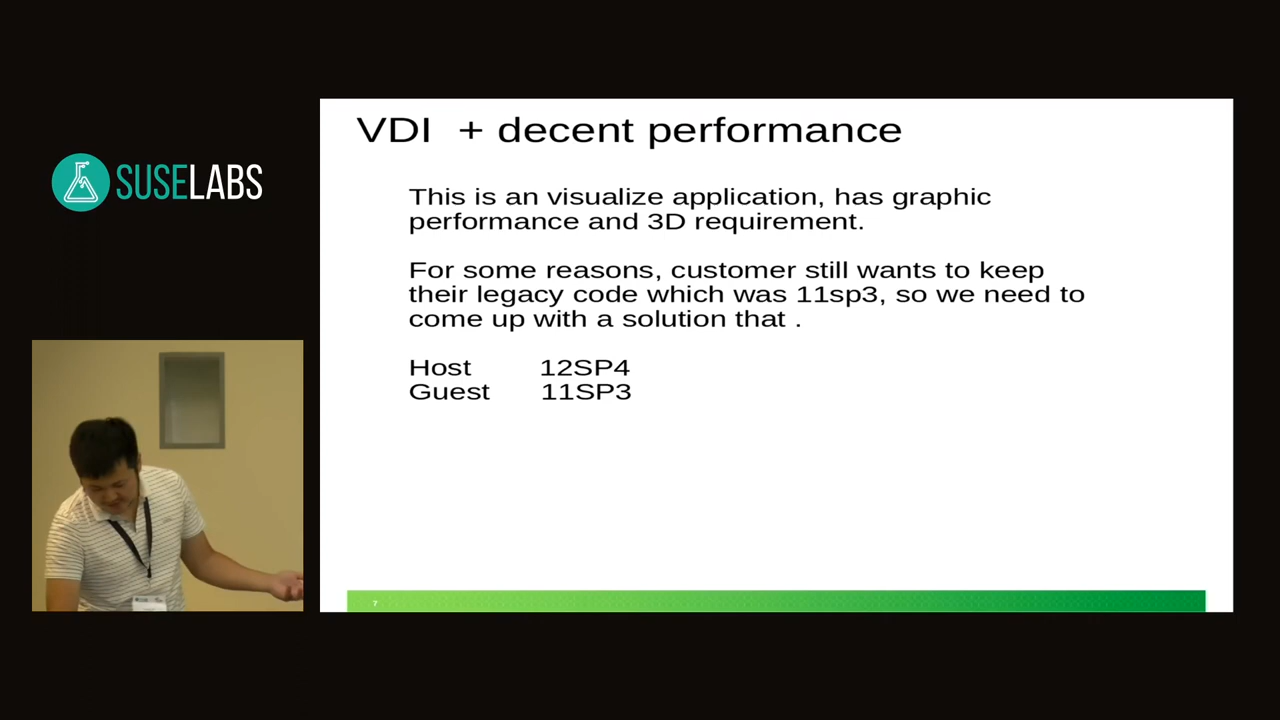 SUSELABS
VDI + decent performance
This is an visualize application, has graphic
performance and 3D requirement.
For some reasons, customer still wants to keep
their legacy code which was 11sp3, so we need to
come up with a solution that .
Host 12SP4
Guest 11SP3
7